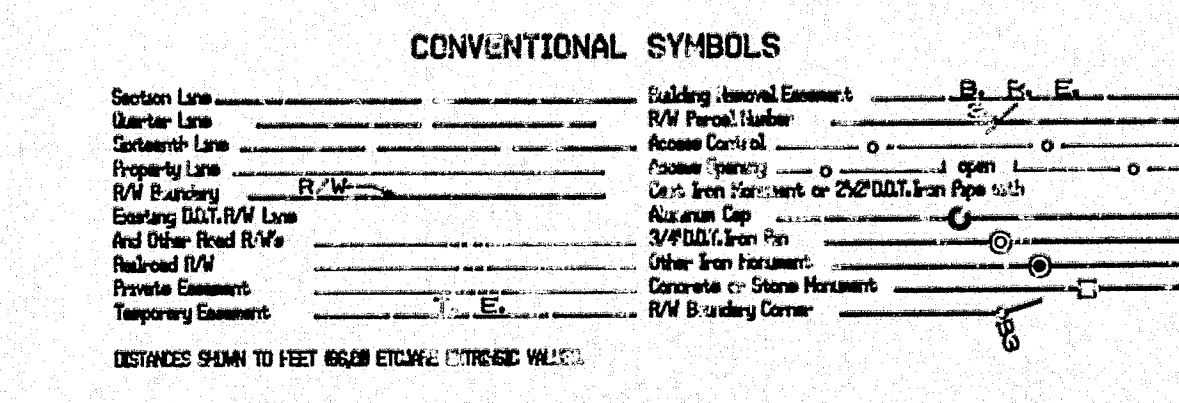 CONVENTIONAL SYMBOLS
Section Line
Quarter Line
Sixteenth Line
Property Line
R/W Boundary R/W
Existing D.O.T. R/W Line
And Other Road R/W's
Railroad R/W
Private Easement
Temporary Easement T. E.
DISTANCES SHOWN TO FEET ETC. ARE VALUES
Building Removal Easement B. R. E.
R/W Parcel Number
Access Control
Access Opening open
Cast Iron Monument or D.O.T. Iron Pipe with
Aluminum Cap
3/4" D.O.T. Iron Pin
Other Iron Monument
Concrete or Stone Monument
R/W Boundary Corner